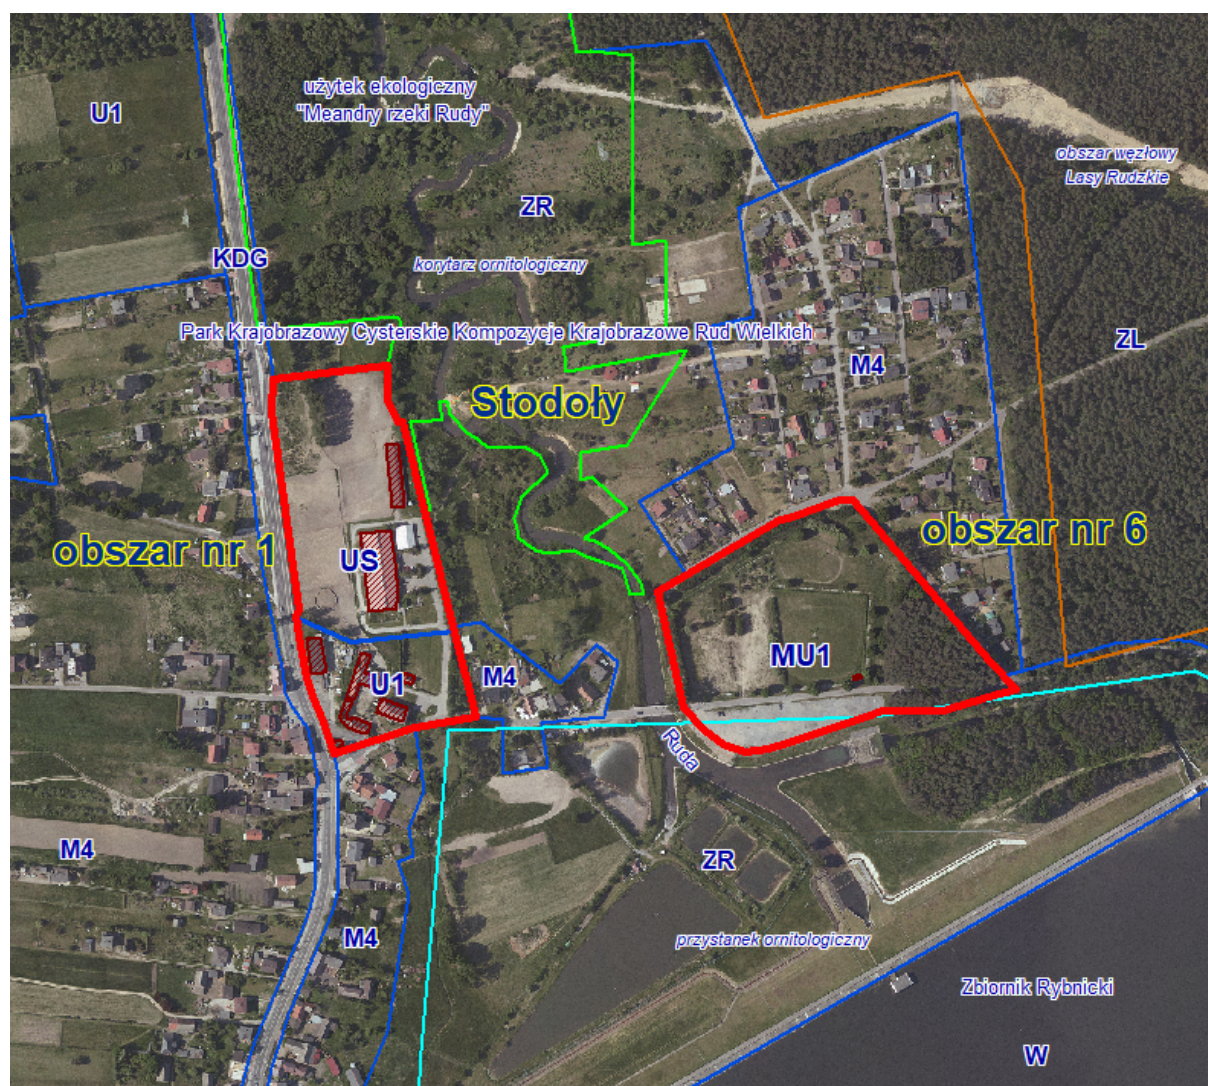 użytek ekologiczny
"Meandry rzeki Rudy"
U1
obszar węzłowy
Lasy Rudzkie
ZR
KDG
korytarz ornitologiczny
Park Krajobrazowy Cysterskie Kompozycje Krajobrazowe Rud Wielkich
ZL
M4
Stodoły
obszar nr 6
obszar nr 1
US
MU1
M4
U1
Ruda
M4
ZR
M4
przystanek ornitologiczny
Zbiornik Rybnicki
W